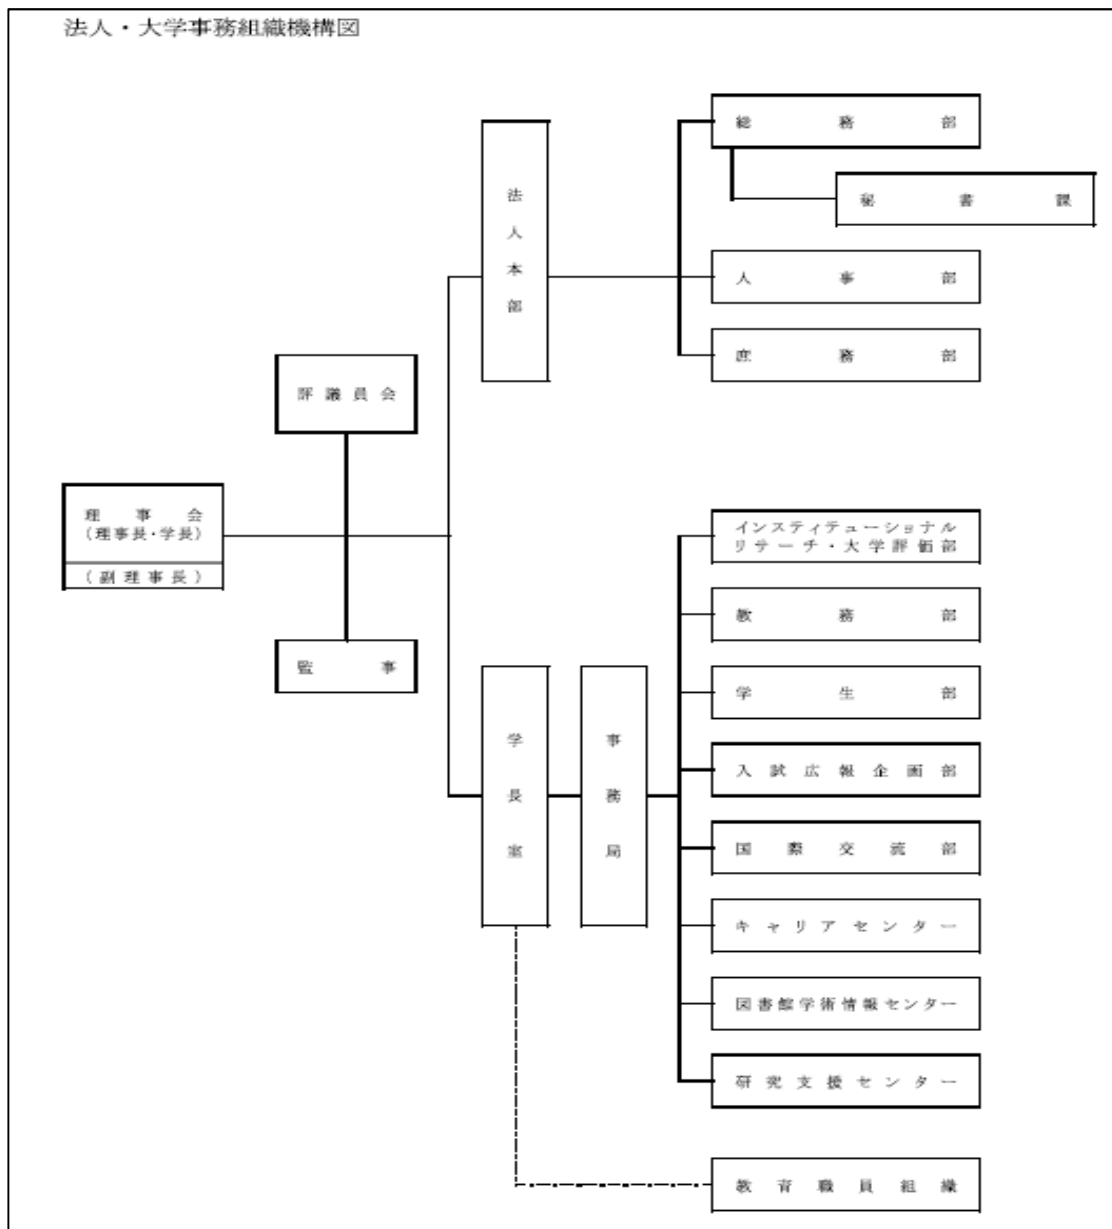 法人・大学事務組織機構図
総務部
秘書課
法人本部
人事部
庶務部
評議員会
理事会
(理事長・学長)
(副理事長)
監事
インスティテューショナル
リサーチ・大学評価部
教務部
学生部
学長室
事務局
入試広報企画部
国際交流部
キャリアセンター
図書館学術情報センター
研究支援センター
教育職員組織